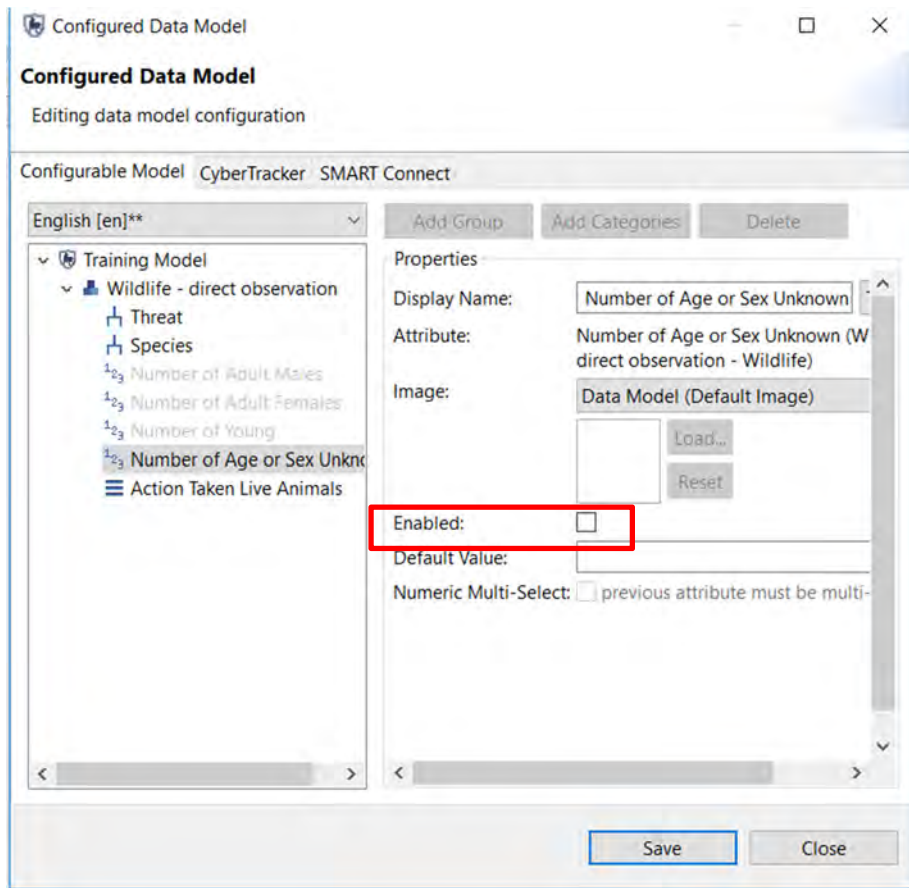 Configured Data Model
Configured Data Model
Editing data model configuration
Configurable Model CyberTracker SMART Connect
English [en]**
Add Group Add Categories Delete
Training Model
Wildlife - direct observation
Threat
Species
123 Number of Adult Males
123 Number of Adult Females
123 Number of Young
123 Number of Age or Sex Unkno
Action Taken Live Animals
Properties
Display Name: Number of Age or Sex Unknown
Attribute: Number of Age or Sex Unknown (W
direct observation - Wildlife)
Image: Data Model (Default Image)
Load...
Reset
Enabled:
Default Value:
Numeric Multi-Select: previous attribute must be multi-
Save Close